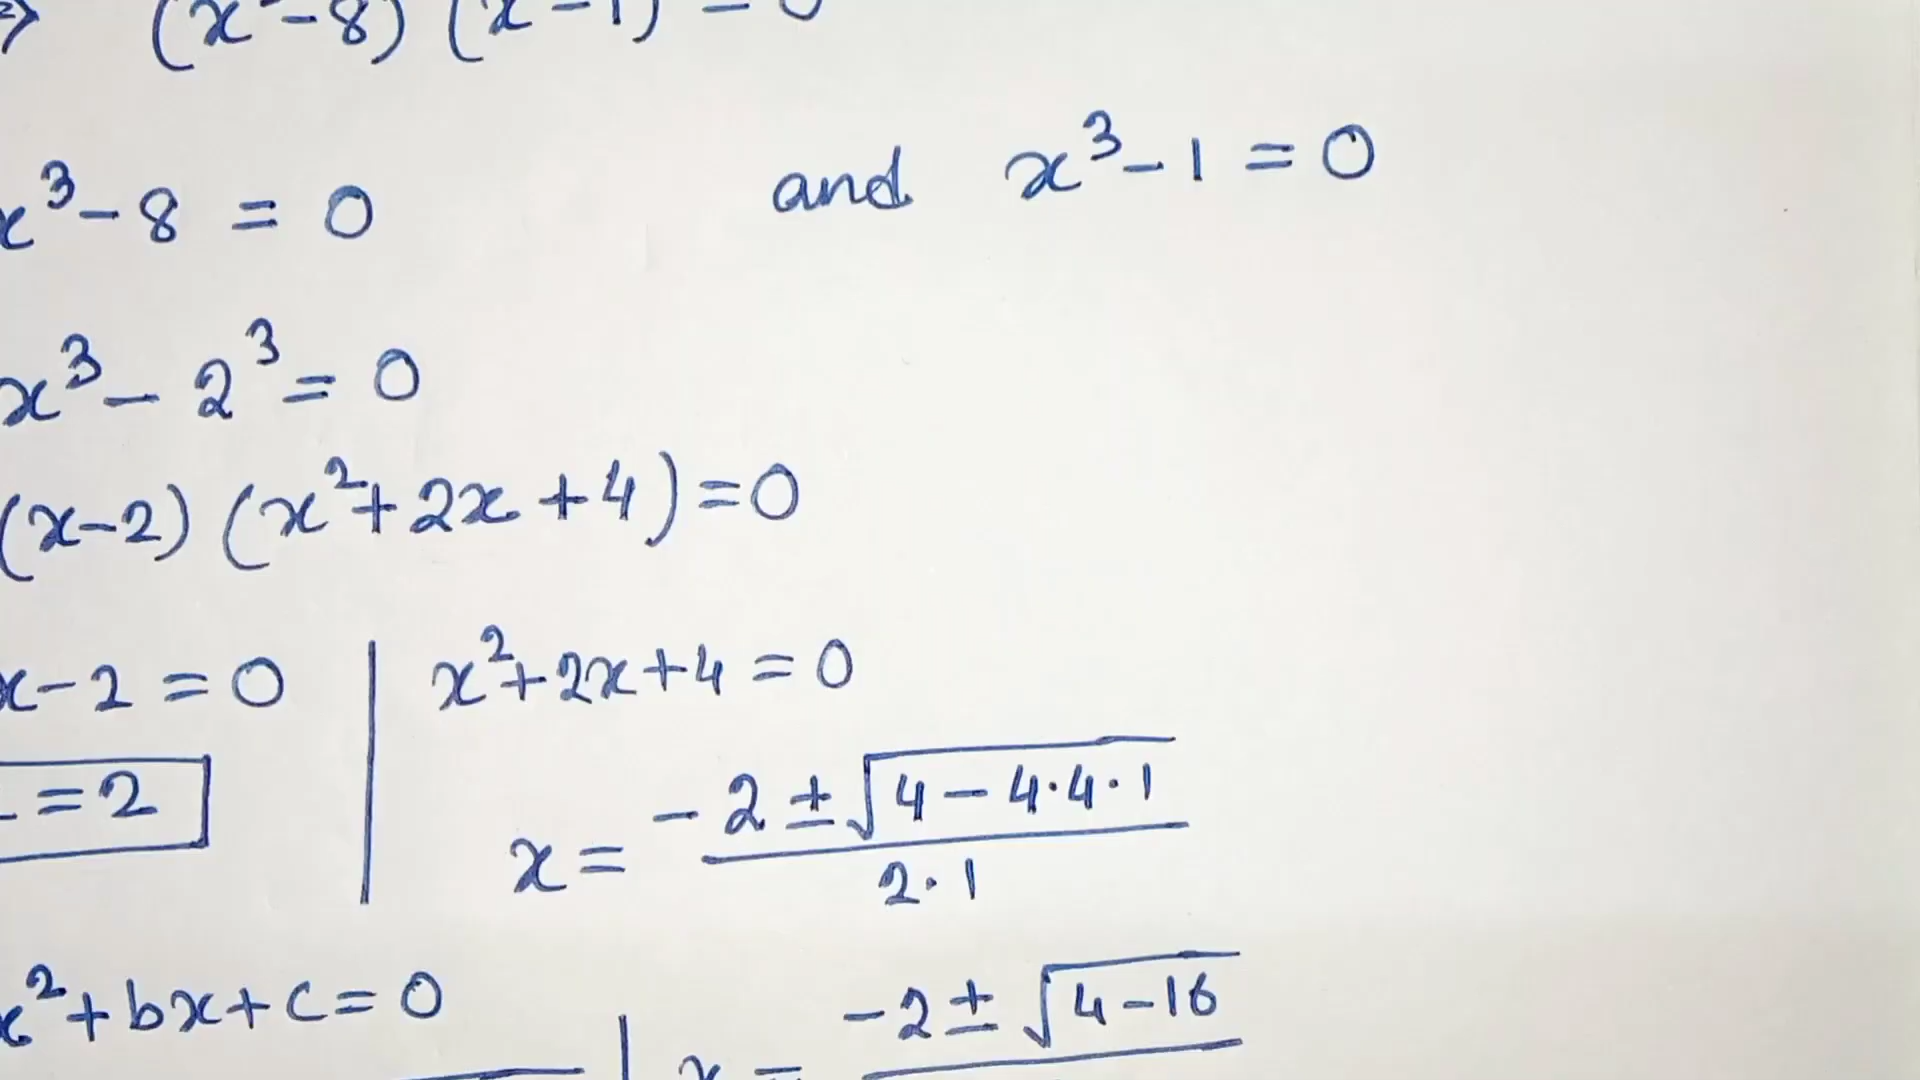 ⇒ (x³-8) (x³-1) = 0
x³-8 = 0 and x³-1 = 0
x³ - 2³ = 0
(x-2) (x²+2x+4) = 0
x-2 = 0 | x²+2x+4 = 0
= 2
x = -2 ± √4-4·4·1 / 2·1
x²+bx+c = 0
x = -2 ± √4-16